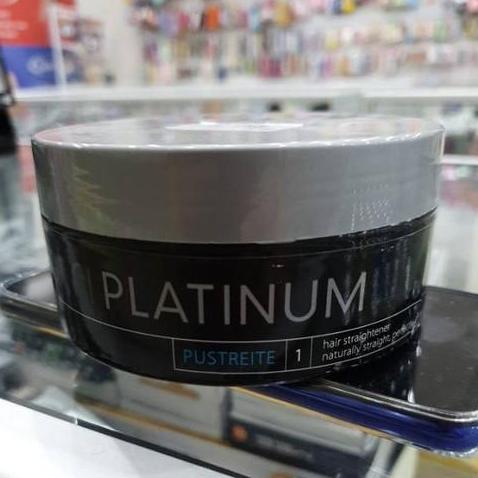 PLATINUM
PUSTREITE 1
hair straightener
naturally straight,